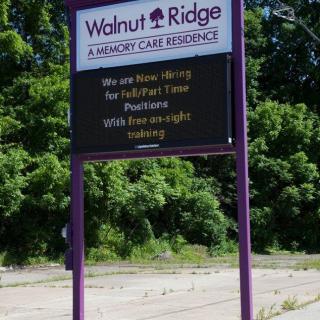 Walnut Ridge
A MEMORY CARE RESIDENCE
We are Now Hiring
for Full/Part Time
Positions
With free on-sight
training